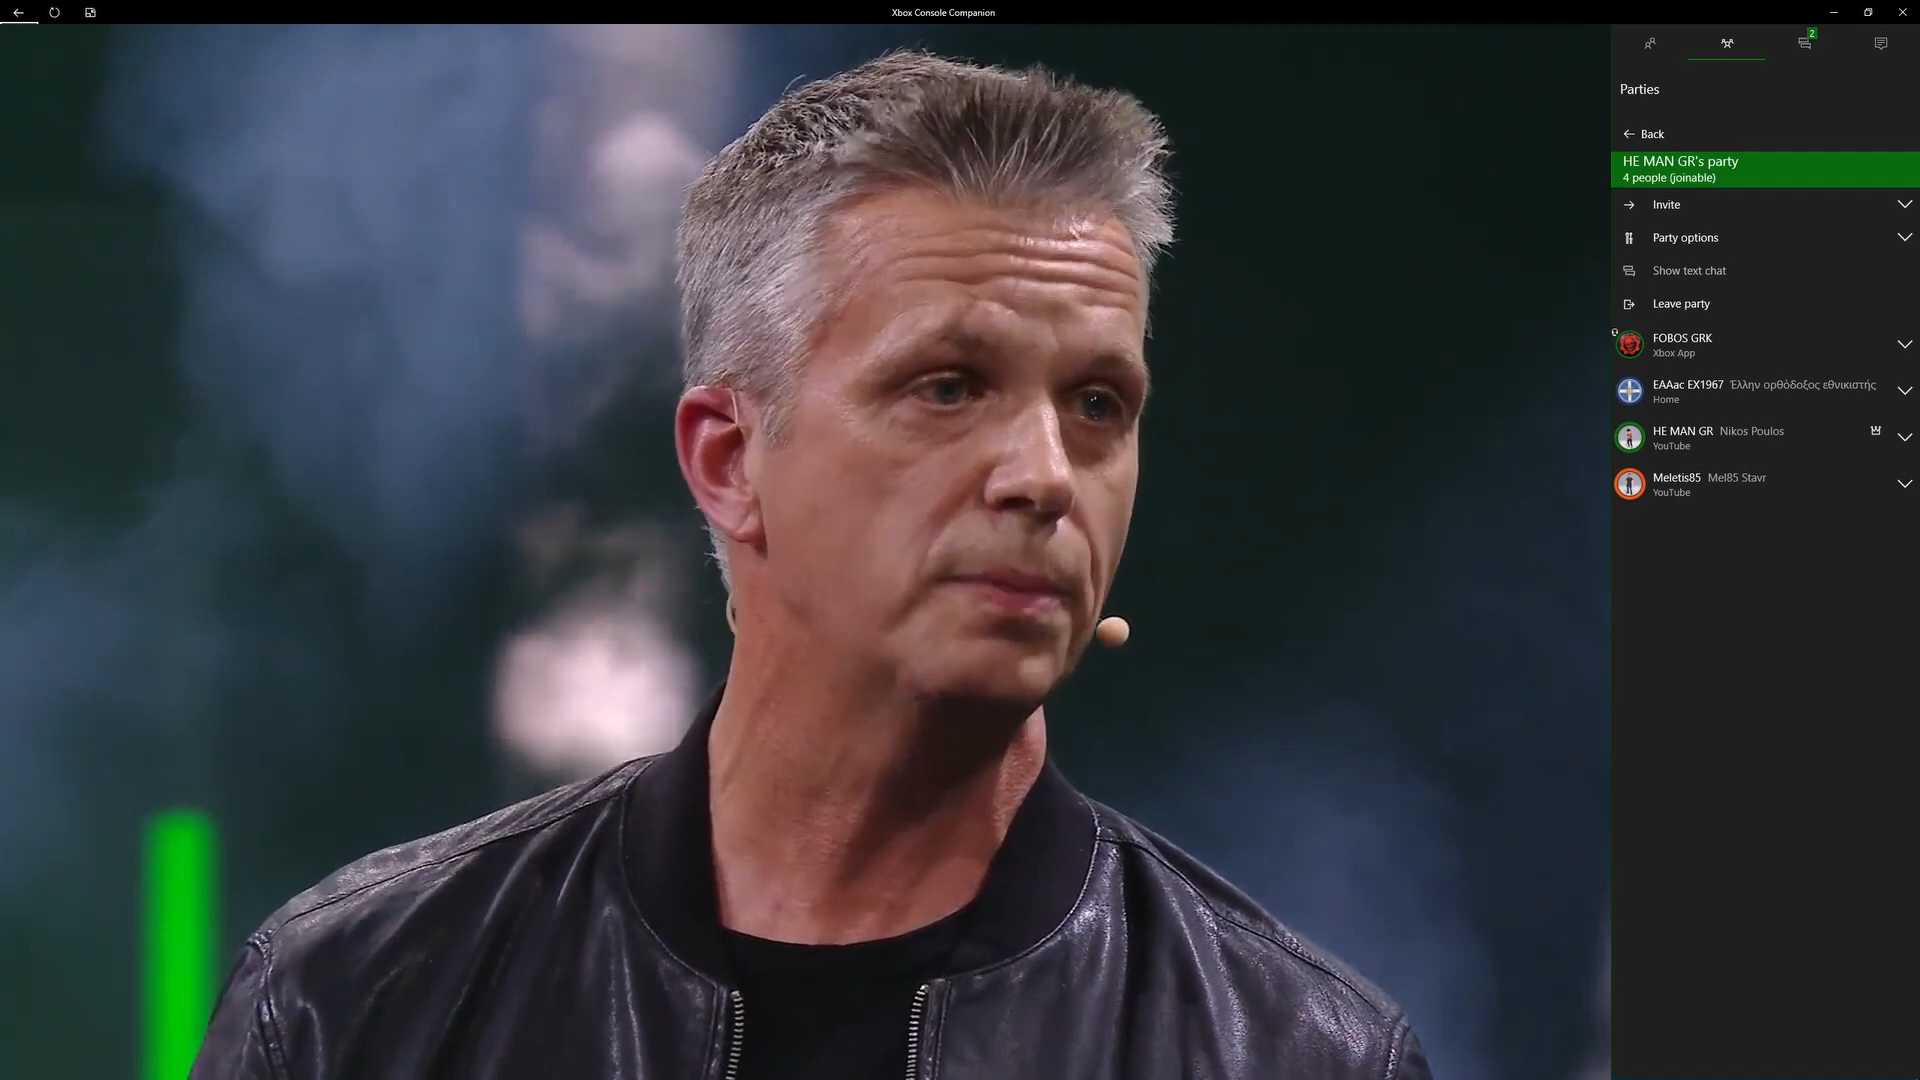 Xbox Console Companion
2
Parties
Back
HE MAN GR's party
4 people (joinable)
Invite
Party options
Show text chat
Leave party
FOBOS GRK
Xbox App
EAAac EX1967 Έλλην ορθόδοξος εθνικιστής
Home
HE MAN GR Nikos Poulos
YouTube
Meletis85 Mel85 Stavr
YouTube